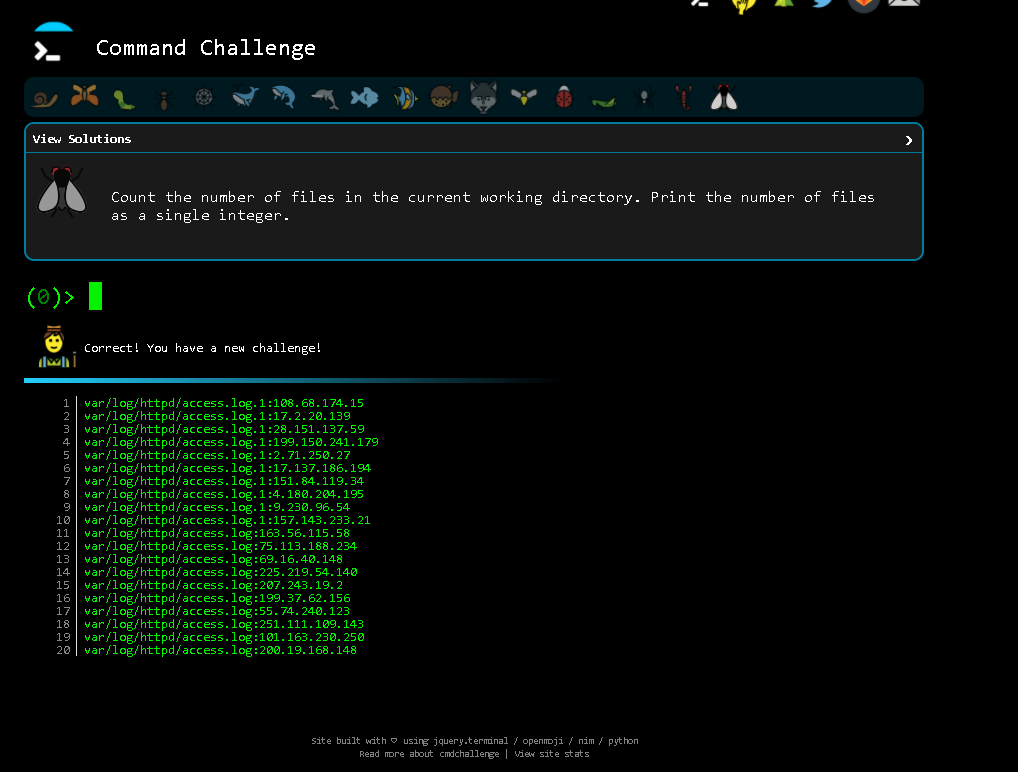 Command Challenge
View Solutions
Count the number of files in the current working directory. Print the number of files
as a single integer.
(0)>
Correct! You have a new challenge!
1 var/log/httpd/access.log.1:108.68.174.15
2 var/log/httpd/access.log.1:17.2.20.139
3 var/log/httpd/access.log.1:28.151.137.59
4 var/log/httpd/access.log.1:199.150.241.179
5 var/log/httpd/access.log.1:2.71.250.27
6 var/log/httpd/access.log.1:17.137.186.194
7 var/log/httpd/access.log.1:151.84.119.34
8 var/log/httpd/access.log.1:4.180.204.195
9 var/log/httpd/access.log.1:9.230.96.54
10 var/log/httpd/access.log.1:157.143.233.21
11 var/log/httpd/access.log:163.56.115.58
12 var/log/httpd/access.log:75.113.188.234
13 var/log/httpd/access.log:69.16.40.148
14 var/log/httpd/access.log:225.219.54.140
15 var/log/httpd/access.log:207.243.19.2
16 var/log/httpd/access.log:199.37.62.156
17 var/log/httpd/access.log:55.74.240.123
18 var/log/httpd/access.log:251.111.109.143
19 var/log/httpd/access.log:101.163.230.250
20 var/log/httpd/access.log:200.19.168.148
Site built with ♡ using jquery.terminal / openmoji / nim / python
Read more about cmdchallenge | View site stats